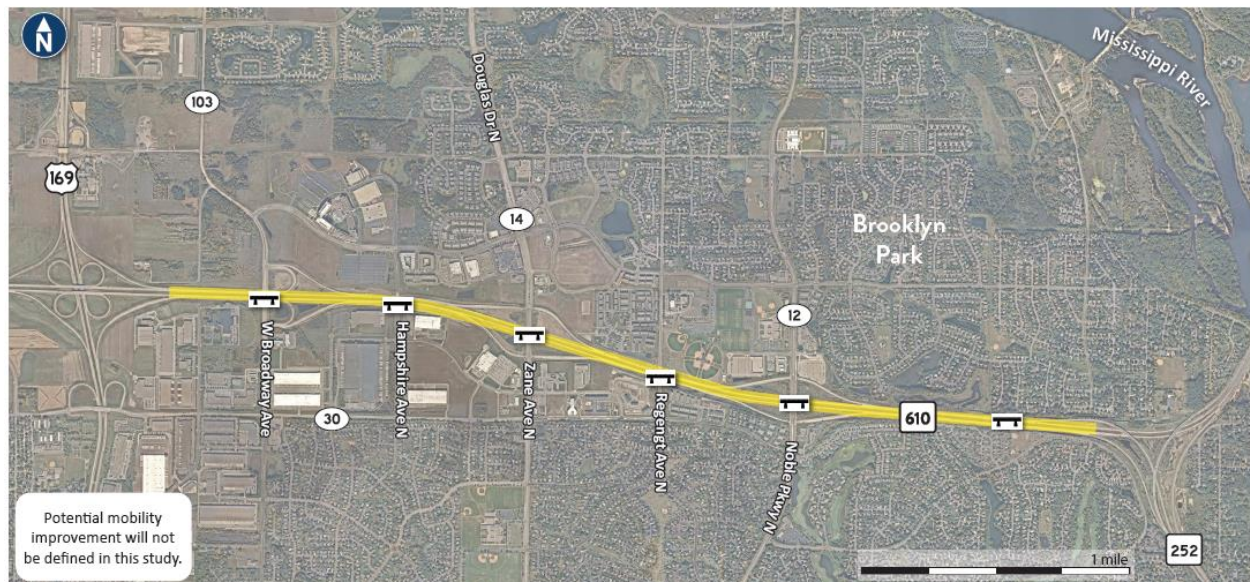 N
Mississippi River
103
Douglas Dr N
169
14
Brooklyn
Park
12
W Broadway Ave
Hampshire Ave N
Zane Ave N
Regengt Ave N
30
610
Noble Pkwy N
Potential mobility
improvement will not
be defined in this study.
1 mile
252